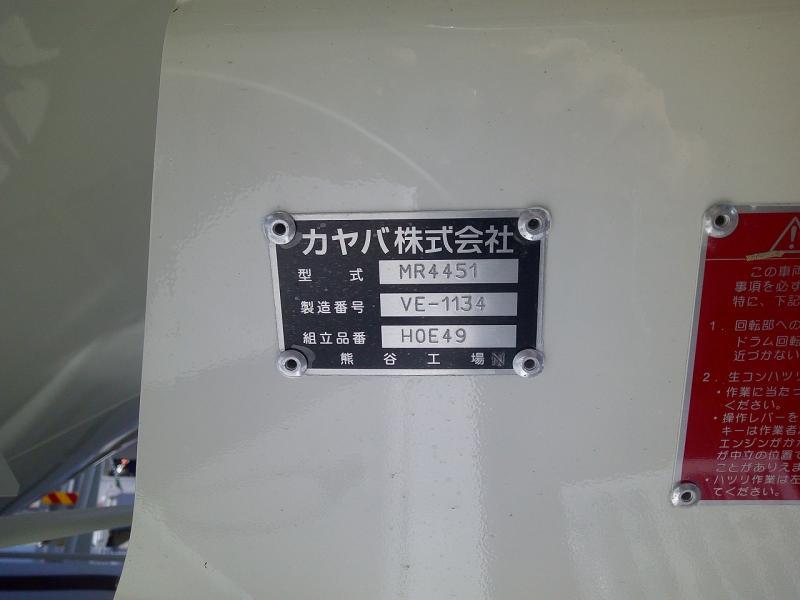 カヤバ株式会社
型式 MR4451
製造番号 VE-1134
組立品番 H0E49
熊谷工場 N
この車両
事項を必ず
特に、下記
1. 回転部への
ドラム回転
近づかない
2. 生コンハツリ
・作業に当たっ
ください。
・操作レバーを
キーは作業者
エンジンがか
が中立の位置で
ことがありえま
・ハツリ作業は左
てください。